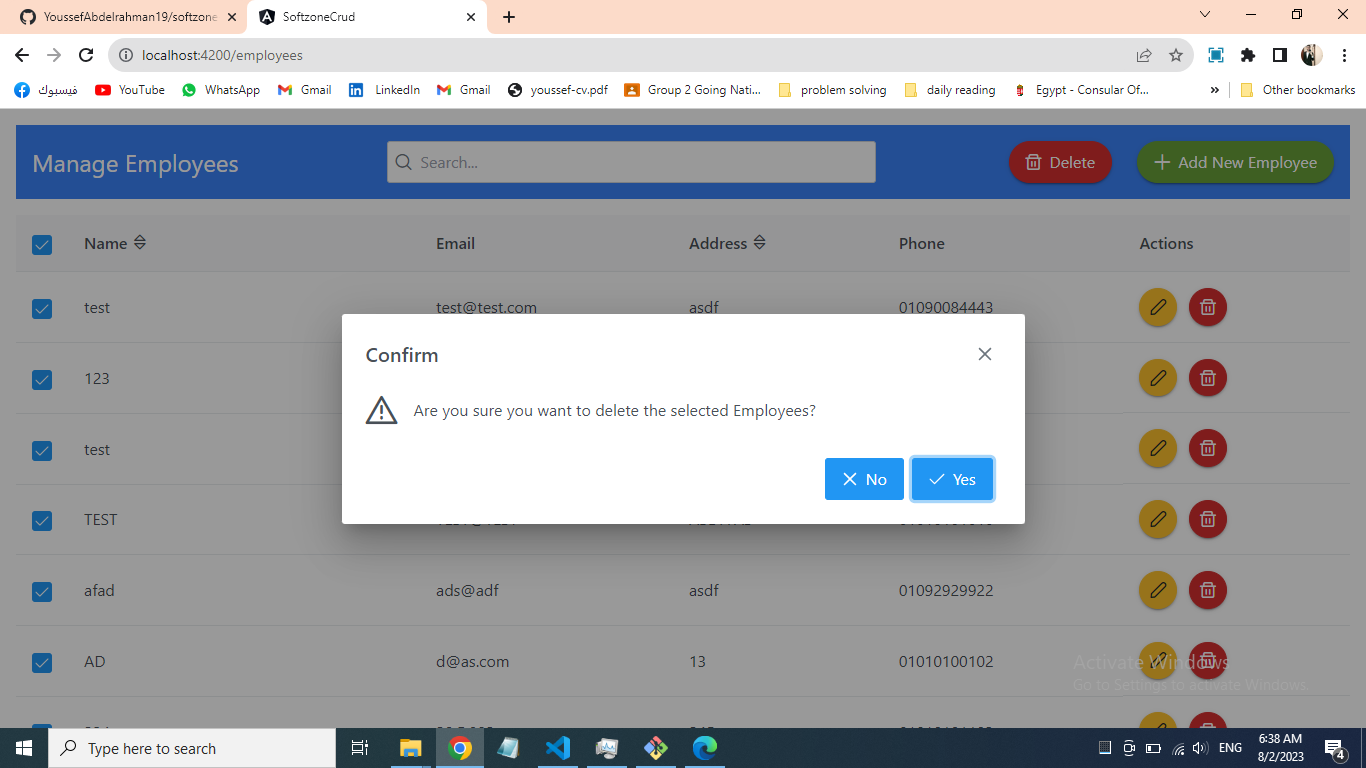 YoussefAbdelrahman19/softzone
SoftzoneCrud
localhost:4200/employees
فيسبوك
YouTube
WhatsApp
Gmail
LinkedIn
Gmail
youssef-cv.pdf
Group 2 Going Nati...
problem solving
daily reading
Egypt - Consular Of...
»
Other bookmarks
Manage Employees
Search...
Delete
Add New Employee
Name
Email
Address
Phone
Actions
test
test@test.com
asdf
01090084443
123
test
TEST
afad
ads@adf
asdf
01092929922
AD
d@as.com
13
01010100102
Confirm
Are you sure you want to delete the selected Employees?
No
Yes
Activate Windows
Go to Settings to activate Windows.
Type here to search
ENG
6:38 AM
8/2/2023
4